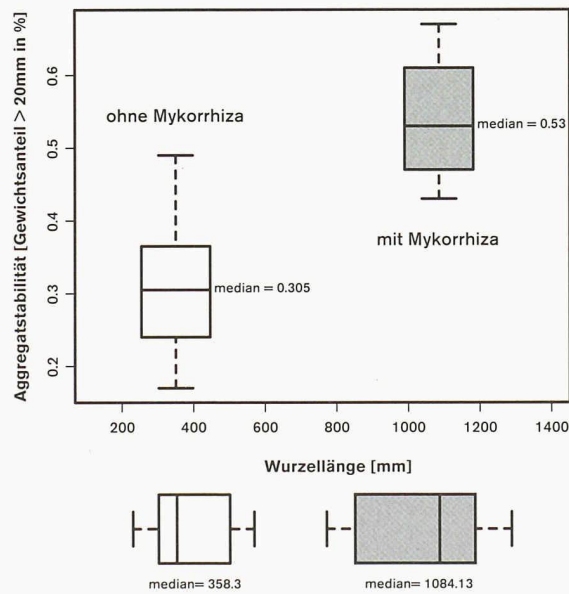 Aggregatstabilität [Gewichtsanteil > 20mm in %]
0.6
0.5
0.4
0.3
0.2
ohne Mykorrhiza
median = 0.53
mit Mykorrhiza
median = 0.305
200 400 600 800 1000 1200 1400
Wurzellänge [mm]
median= 358.3
median= 1084.13